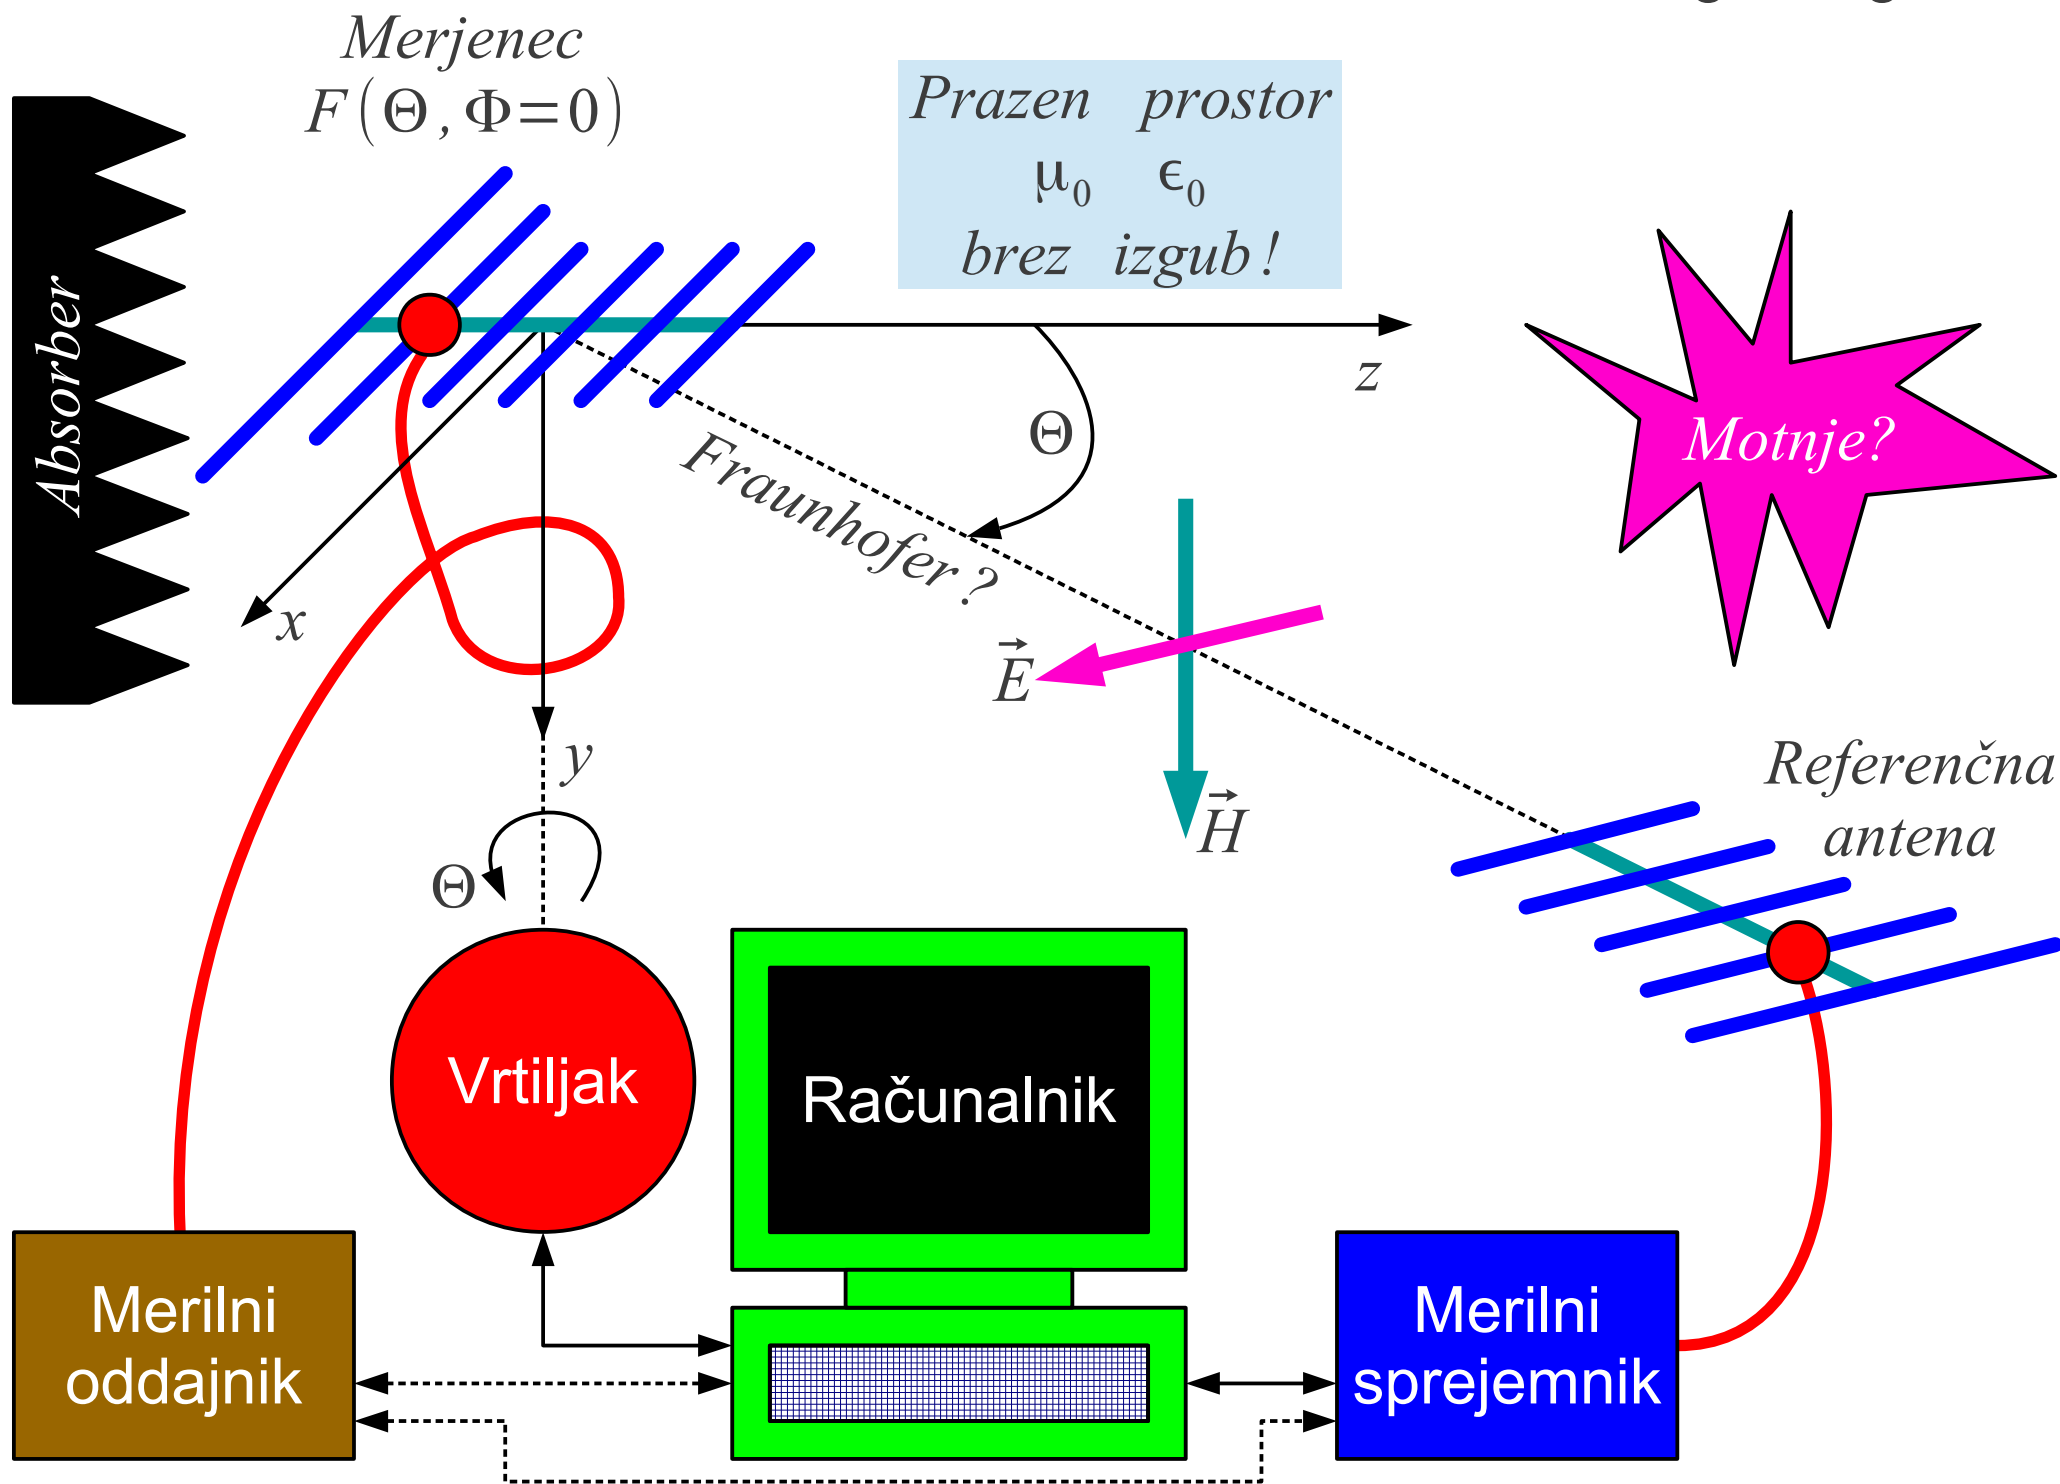 Merjenec
F(Θ, Φ=0)
Prazen prostor
μ₀ ϵ₀
brez izgub!
Absorber
z
Θ
Motnje?
Fraunhofer?
x
E⃗
H⃗
y
Θ
Referenčna
antena
Vrtiljak
Računalnik
Merilni
oddajnik
Merilni
sprejemnik